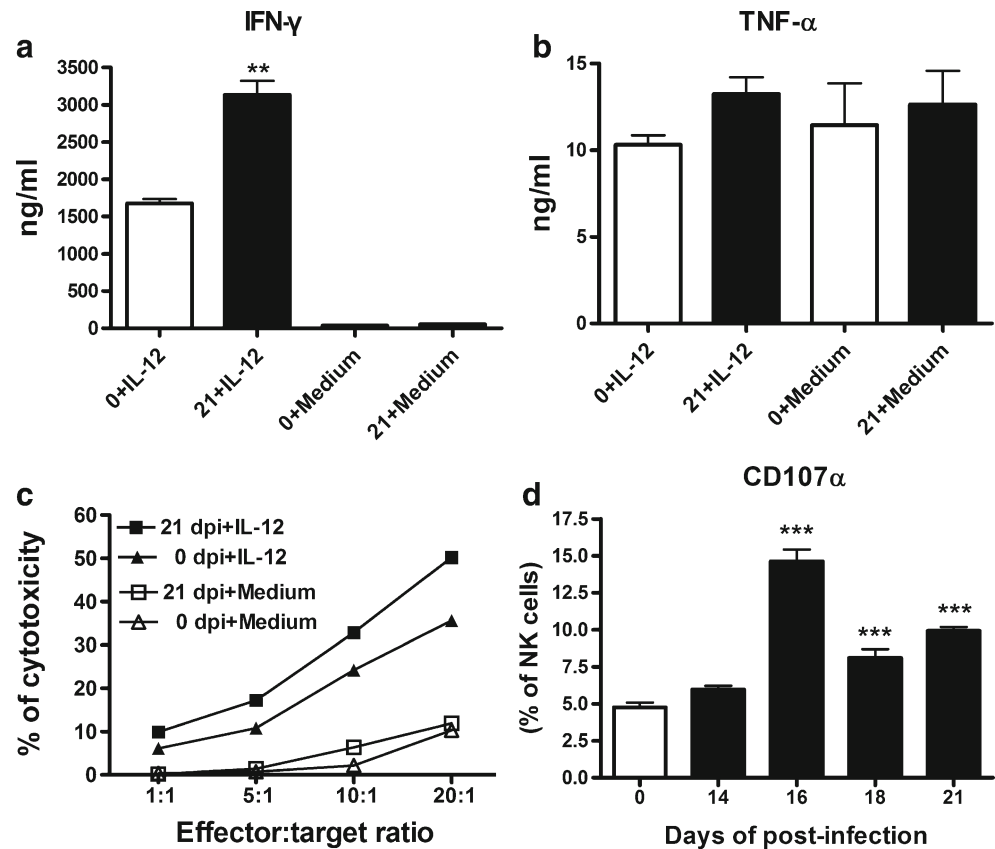 IFN-γ
a
**
3500
3000
2500
2000
1500
1000
500
0
ng/ml
0+IL-12
21+IL-12
0+Medium
21+Medium
TNF-α
b
15
10
5
0
ng/ml
0+IL-12
21+IL-12
0+Medium
21+Medium
c
60
50
40
30
20
10
0
% of cytotoxicity
21 dpi+IL-12
0 dpi+IL-12
21 dpi+Medium
0 dpi+Medium
1:1 5:1 10:1 20:1
Effector:target ratio
CD107α
d
17.5
15.0
12.5
10.0
7.5
5.0
2.5
0.0
(% of NK cells)
***
***
***
0 14 16 18 21
Days of post-infection